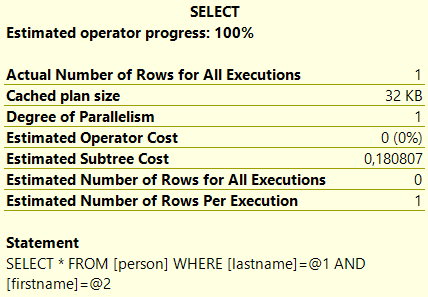 SELECT
Estimated operator progress: 100%
Actual Number of Rows for All Executions 1
Cached plan size 32 KB
Degree of Parallelism 1
Estimated Operator Cost 0 (0%)
Estimated Subtree Cost 0,180807
Estimated Number of Rows for All Executions 0
Estimated Number of Rows Per Execution 1
Statement
SELECT * FROM [person] WHERE [lastname]=@1 AND
[firstname]=@2